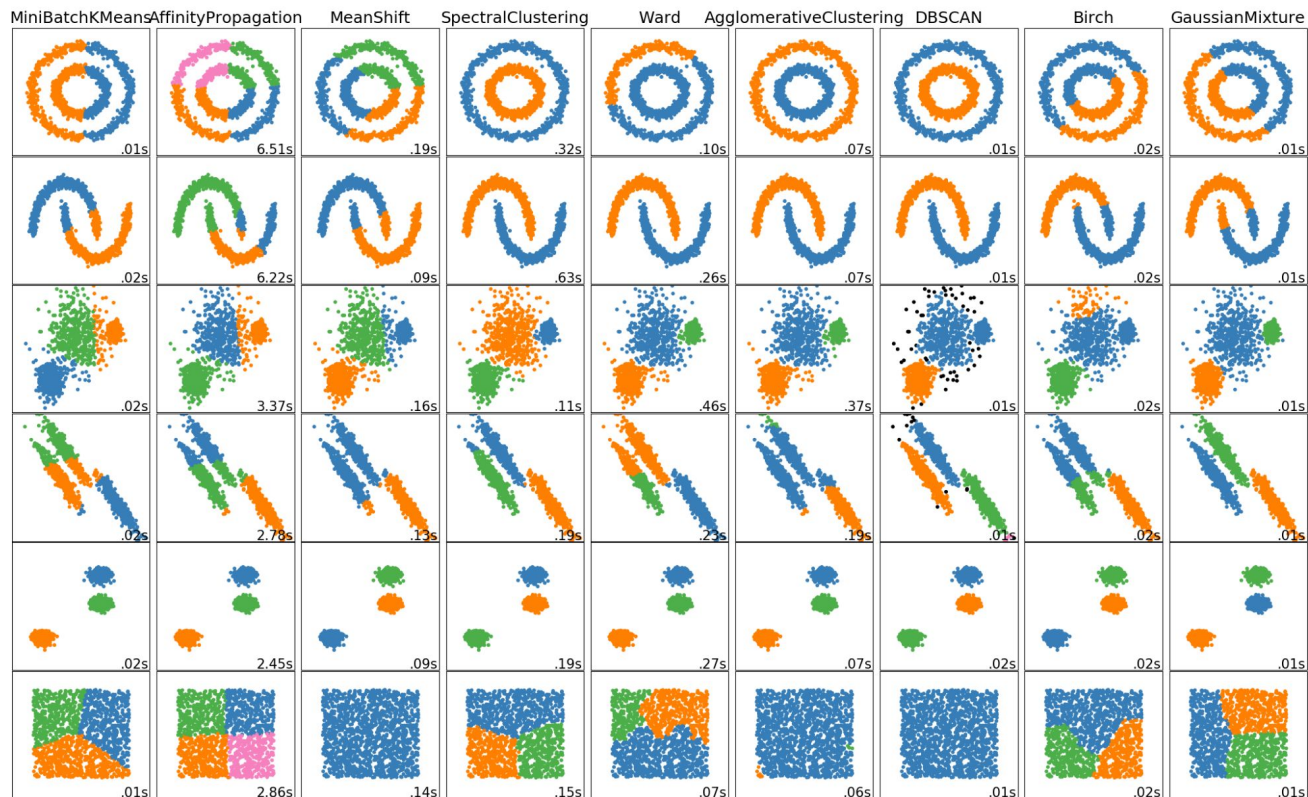 MiniBatchKMeans AffinityPropagation MeanShift SpectralClustering Ward AgglomerativeClustering DBSCAN Birch GaussianMixture
.01s 6.51s .19s .32s .10s .07s .01s .02s .01s
.02s 6.22s .09s .63s .26s .07s .01s .02s .01s
.02s 3.37s .16s .11s .46s .37s .01s .02s .01s
.02s 2.78s .13s .19s .23s .19s .01s .02s .01s
.02s 2.45s .09s .19s .27s .07s .02s .02s .01s
.01s 2.86s .14s .15s .07s .06s .01s .02s .01s